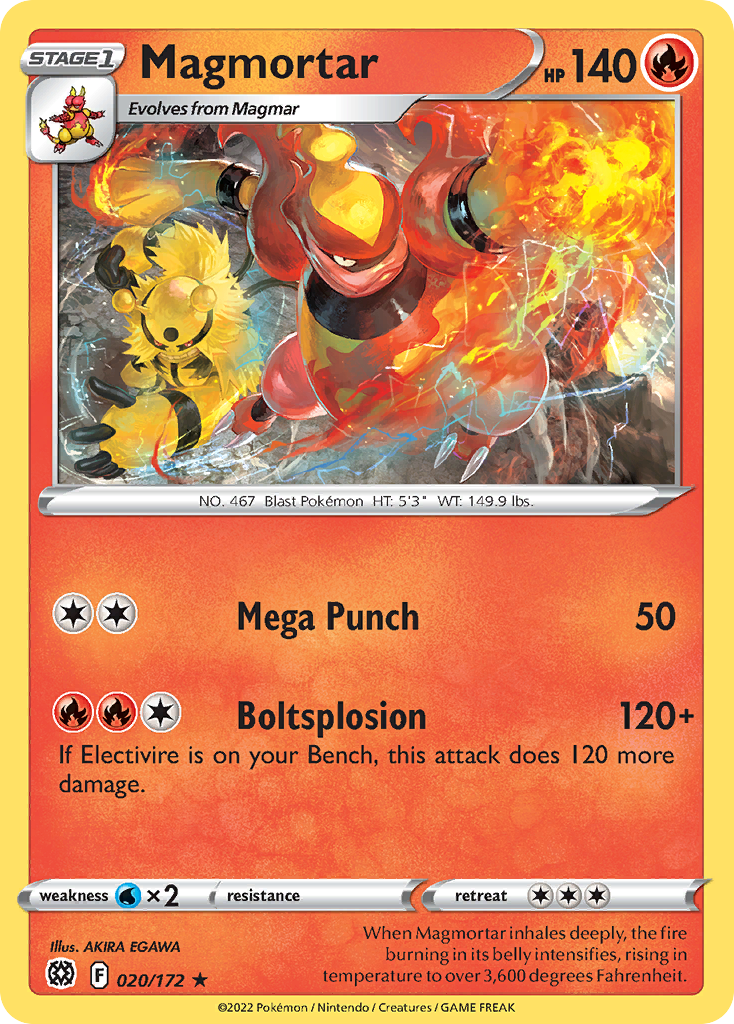 STAGE1
Magmortar
HP 140
Evolves from Magmar
NO. 467 Blast Pokémon HT: 5'3" WT: 149.9 lbs.
Mega Punch 50
Boltsplosion 120+
If Electivire is on your Bench, this attack does 120 more
damage.
weakness ×2 resistance retreat
Illus. AKIRA EGAWA
F 020/172 ★
When Magmortar inhales deeply, the fire
burning in its belly intensifies, rising in
temperature to over 3,600 degrees Fahrenheit.
©2022 Pokémon / Nintendo / Creatures / GAME FREAK